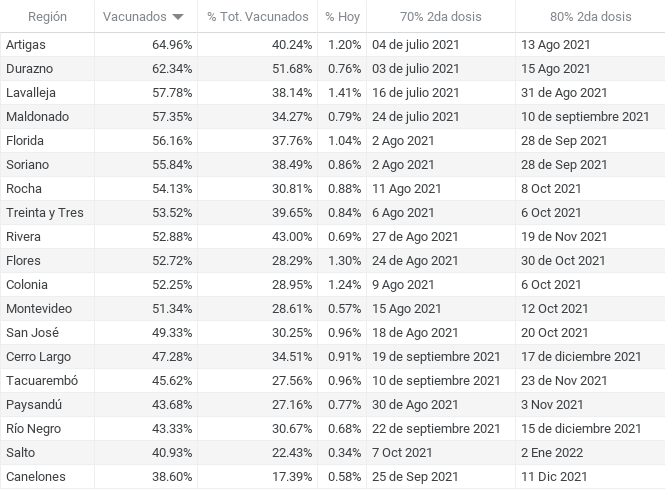 Región Vacunados % Tot. Vacunados % Hoy 70% 2da dosis 80% 2da dosis
Artigas 64.96% 40.24% 1.20% 04 de julio 2021 13 Ago 2021
Durazno 62.34% 51.68% 0.76% 03 de julio 2021 15 Ago 2021
Lavalleja 57.78% 38.14% 1.41% 16 de julio 2021 31 de Ago 2021
Maldonado 57.35% 34.27% 0.79% 24 de julio 2021 10 de septiembre 2021
Florida 56.16% 37.76% 1.04% 2 Ago 2021 28 de Sep 2021
Soriano 55.84% 38.49% 0.86% 2 Ago 2021 28 de Sep 2021
Rocha 54.13% 30.81% 0.88% 11 Ago 2021 8 Oct 2021
Treinta y Tres 53.52% 39.65% 0.84% 6 Ago 2021 6 Oct 2021
Rivera 52.88% 43.00% 0.69% 27 de Ago 2021 19 de Nov 2021
Flores 52.72% 28.29% 1.30% 24 de Ago 2021 30 de Oct 2021
Colonia 52.25% 28.95% 1.24% 9 Ago 2021 6 Oct 2021
Montevideo 51.34% 28.61% 0.57% 15 Ago 2021 12 Oct 2021
San José 49.33% 30.25% 0.96% 18 de Ago 2021 20 Oct 2021
Cerro Largo 47.28% 34.51% 0.91% 19 de septiembre 2021 17 de diciembre 2021
Tacuarembó 45.62% 27.56% 0.96% 10 de septiembre 2021 23 de Nov 2021
Paysandú 43.68% 27.16% 0.77% 30 de Ago 2021 3 Nov 2021
Río Negro 43.33% 30.67% 0.68% 22 de septiembre 2021 15 de diciembre 2021
Salto 40.93% 22.43% 0.34% 7 Oct 2021 2 Ene 2022
Canelones 38.60% 17.39% 0.58% 25 de Sep 2021 11 Dic 2021